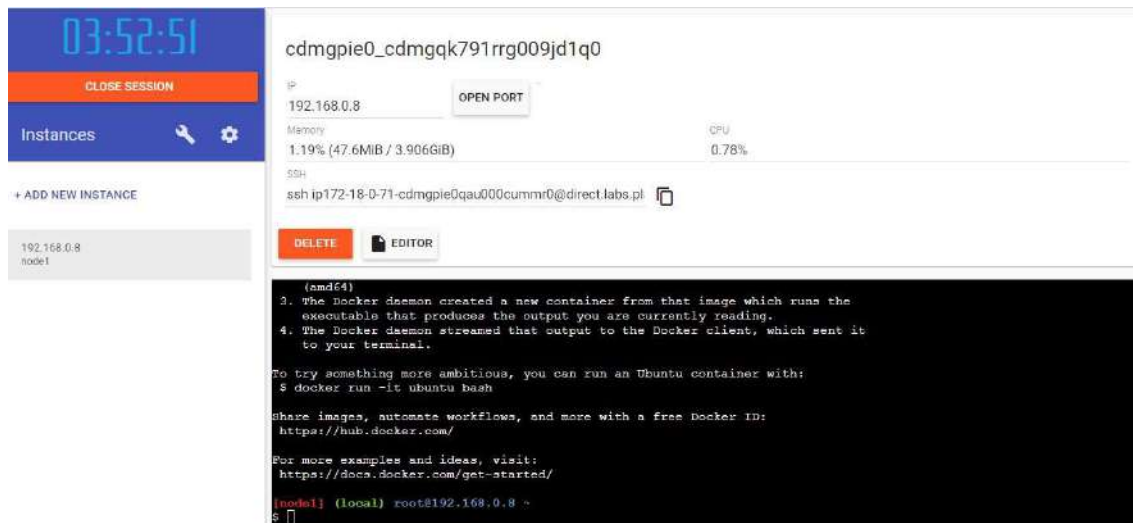 03:52:51
CLOSE SESSION
Instances
+ ADD NEW INSTANCE
192.168.0.8
node1
cdmgpie0_cdmgqk791rrg009jd1q0
IP
192.168.0.8
OPEN PORT
Memory
1.19% (47.6MiB / 3.906GiB)
CPU
0.78%
SSH
ssh ip172-18-0-71-cdmgpie0qau000cummr0@direct.labs.pl
DELETE
EDITOR
(amd64)
3. The Docker daemon created a new container from that image which runs the
executable that produces the output you are currently reading.
4. The Docker daemon streamed that output to the Docker client, which sent it
to your terminal.
To try something more ambitious, you can run an Ubuntu container with:
$ docker run -it ubuntu bash
Share images, automate workflows, and more with a free Docker ID:
https://hub.docker.com/
For more examples and ideas, visit:
https://docs.docker.com/get-started/
[node1] (local) root@192.168.0.8 ~
$